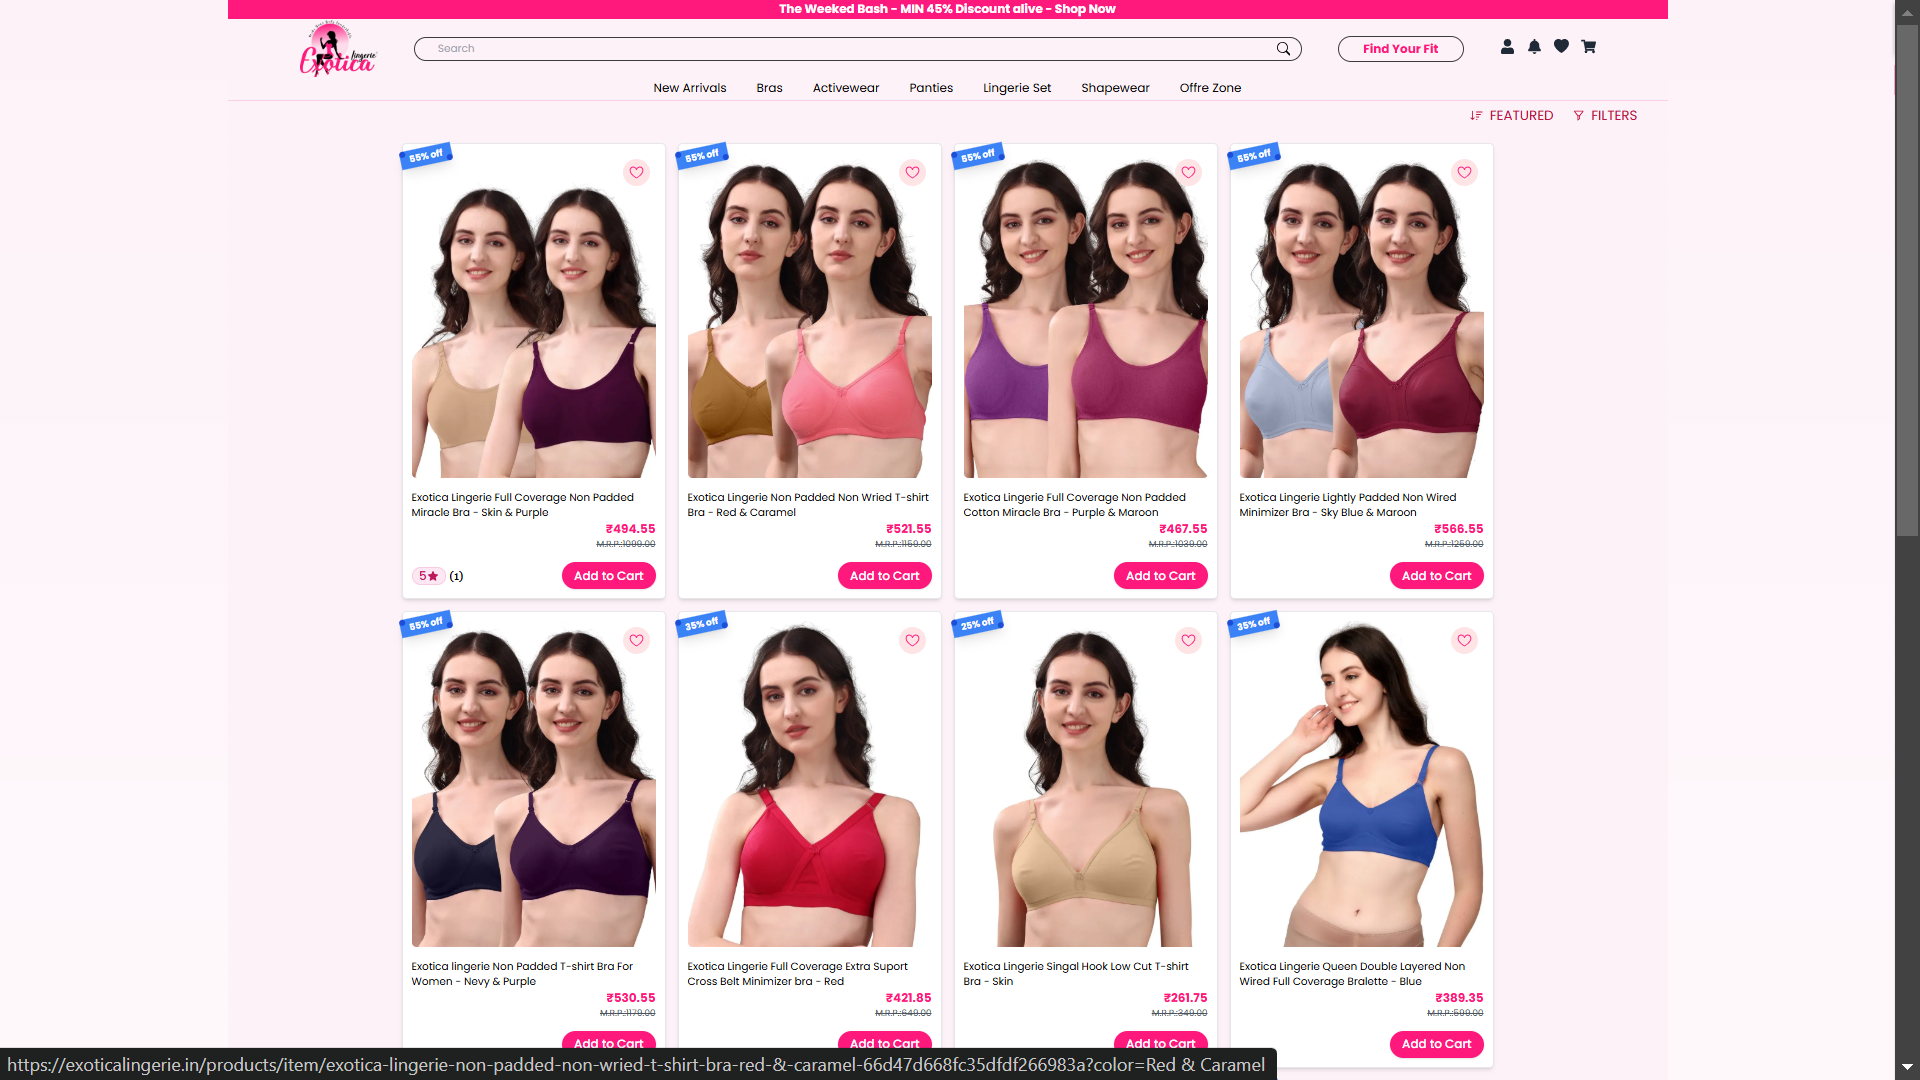 The Weeked Bash - MIN 45% Discount alive - Shop Now
Exotica
lingerie
Search
Find Your Fit
New Arrivals Bras Activewear Panties Lingerie Set Shapewear Offre Zone
FEATURED FILTERS
55% off
55% off
55% off
55% off
Exotica Lingerie Full Coverage Non Padded
Miracle Bra - Skin & Purple
₹494.55
M.R.P.:1099.00
5 (1)
Add to Cart
Exotica Lingerie Non Padded Non Wried T-shirt
Bra - Red & Caramel
₹521.55
M.R.P.:1159.00
Add to Cart
Exotica Lingerie Full Coverage Non Padded
Cotton Miracle Bra - Purple & Maroon
₹467.55
M.R.P.:1039.00
Add to Cart
Exotica Lingerie Lightly Padded Non Wired
Minimizer Bra - Sky Blue & Maroon
₹566.55
M.R.P.:1259.00
Add to Cart
55% off
35% off
25% off
35% off
Exotica lingerie Non Padded T-shirt Bra For
Women - Nevy & Purple
₹530.55
M.R.P.:1179.00
Add to Cart
Exotica Lingerie Full Coverage Extra Suport
Cross Belt Minimizer bra - Red
₹421.85
M.R.P.:649.00
Add to Cart
Exotica Lingerie Singal Hook Low Cut T-shirt
Bra - Skin
₹261.75
M.R.P.:349.00
Add to Cart
Exotica Lingerie Queen Double Layered Non
Wired Full Coverage Bralette - Blue
₹389.35
M.R.P.:599.00
Add to Cart
https://exoticalingerie.in/products/item/exotica-lingerie-non-padded-non-wried-t-shirt-bra-red-&-caramel-66d47d668fc35dfdf266983a?color=Red & Caramel